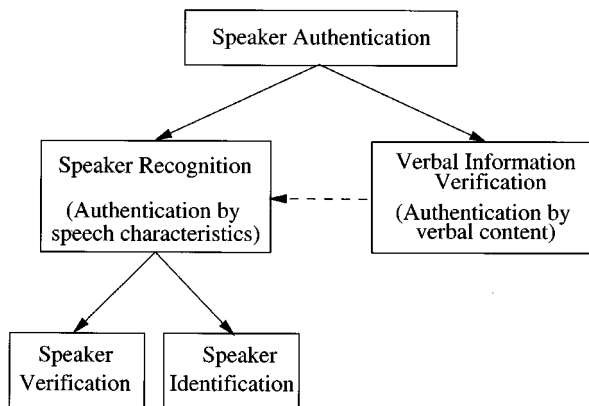 Speaker Authentication
Speaker Recognition
(Authentication by
speech characteristics)
Verbal Information
Verification
(Authentication by
verbal content)
Speaker
Verification
Speaker
Identification